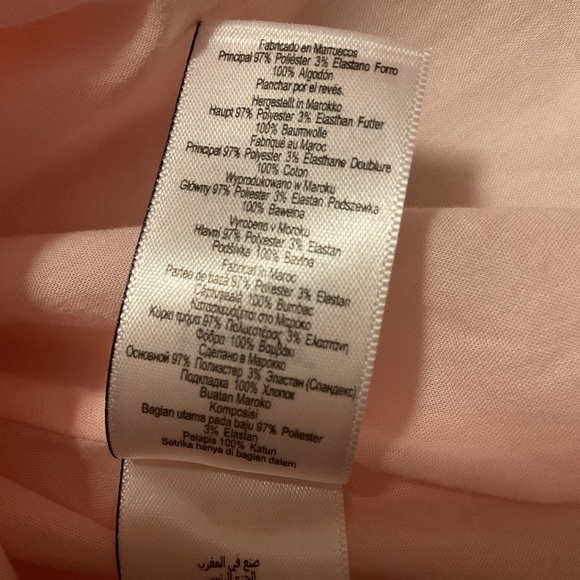 Fabricado en Marruecos
Principal 97% Poliéster 3% Elastano Forro
100% Algodón
Planchar por el revés.
Hergestellt in Marokko
Haupt 97% Polyester 3% Elasthan Futter
100% Baumwolle
Fabrique au Maroc
Principal 97% Polyester 3% Elasthane Doublure
100% Coton
Wyprodukowano w Maroku
Główny 97% Poliester 3% Elastan Podszewka
100% Bawełna
Vyrobeno v Moroku
Hlavní 97% Polyester 3% Elastan
Podšívka 100% Bavlna
Fabricat în Maroc
Partea de bază 97% Poliester 3% Elastan
Căptușeală 100% Bumbac
Κατασκευάζεται στο Μαρόκο
Κύριο τμήμα 97% Πολυεστέρας 3% Ελαστάνη
Φόδρα 100% Βαμβάκι
Сделано в Марокко
Основной 97% Полиэстер 3% Эластан (Спандекс)
Подкладка 100% Хлопок
Buatan Maroko
Komposisi
Bagian utama pada baju 97% Poliester
3% Elastan
Pelapis 100% Katun
Setrika hanya di bagian dalam
صنع في المغرب